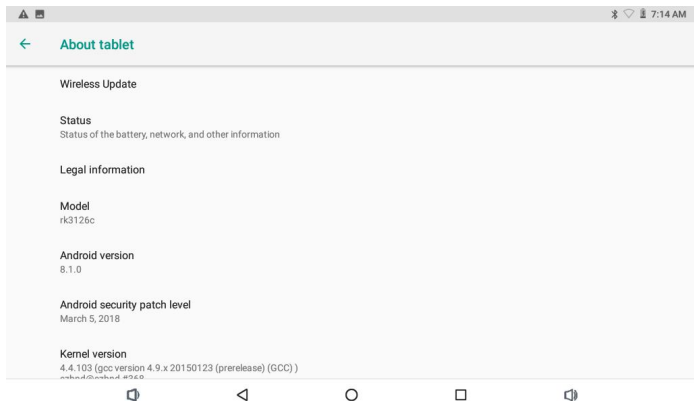 7:14 AM
About tablet
Wireless Update
Status
Status of the battery, network, and other information
Legal information
Model
rk3126c
Android version
8.1.0
Android security patch level
March 5, 2018
Kernel version
4.4.103 (gcc version 4.9.x 20150123 (prerelease) (GCC) )